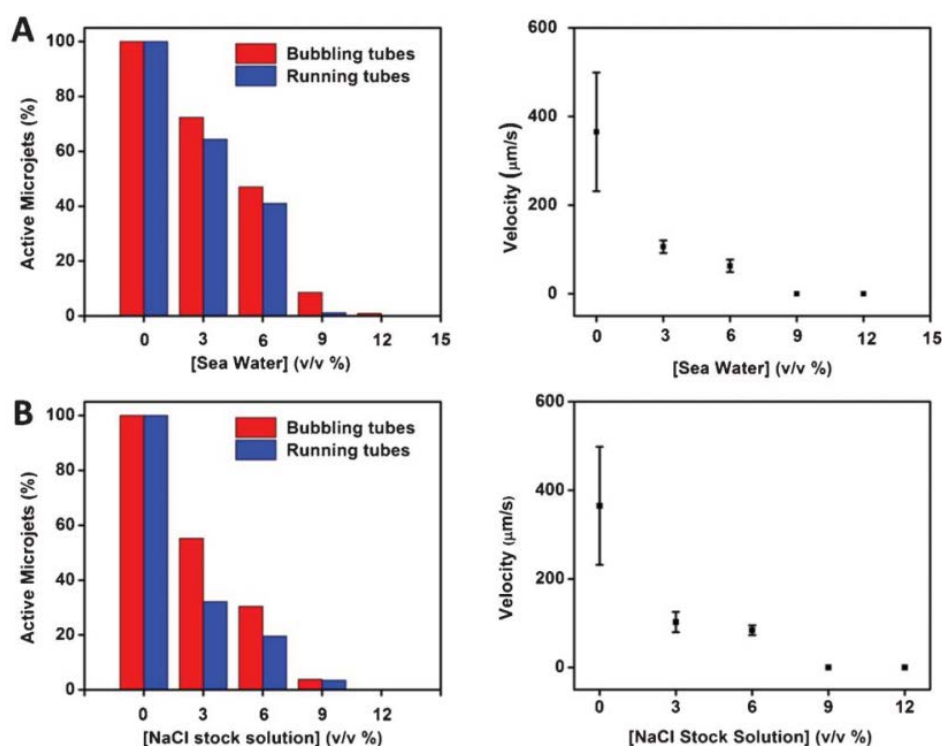 A
Active Microjets (%)
100
80
60
40
20
0
Bubbling tubes
Running tubes
0 3 6 9 12 15
[Sea Water] (v/v %)
Velocity (μm/s)
600
400
200
0
0 3 6 9 12 15
[Sea Water] (v/v %)
B
Active Microjets (%)
100
80
60
40
20
0
Bubbling tubes
Running tubes
0 3 6 9 12
[NaCl stock solution] (v/v %)
Velocity (μm/s)
600
400
200
0
0 3 6 9 12
[NaCl Stock Solution] (v/v %)